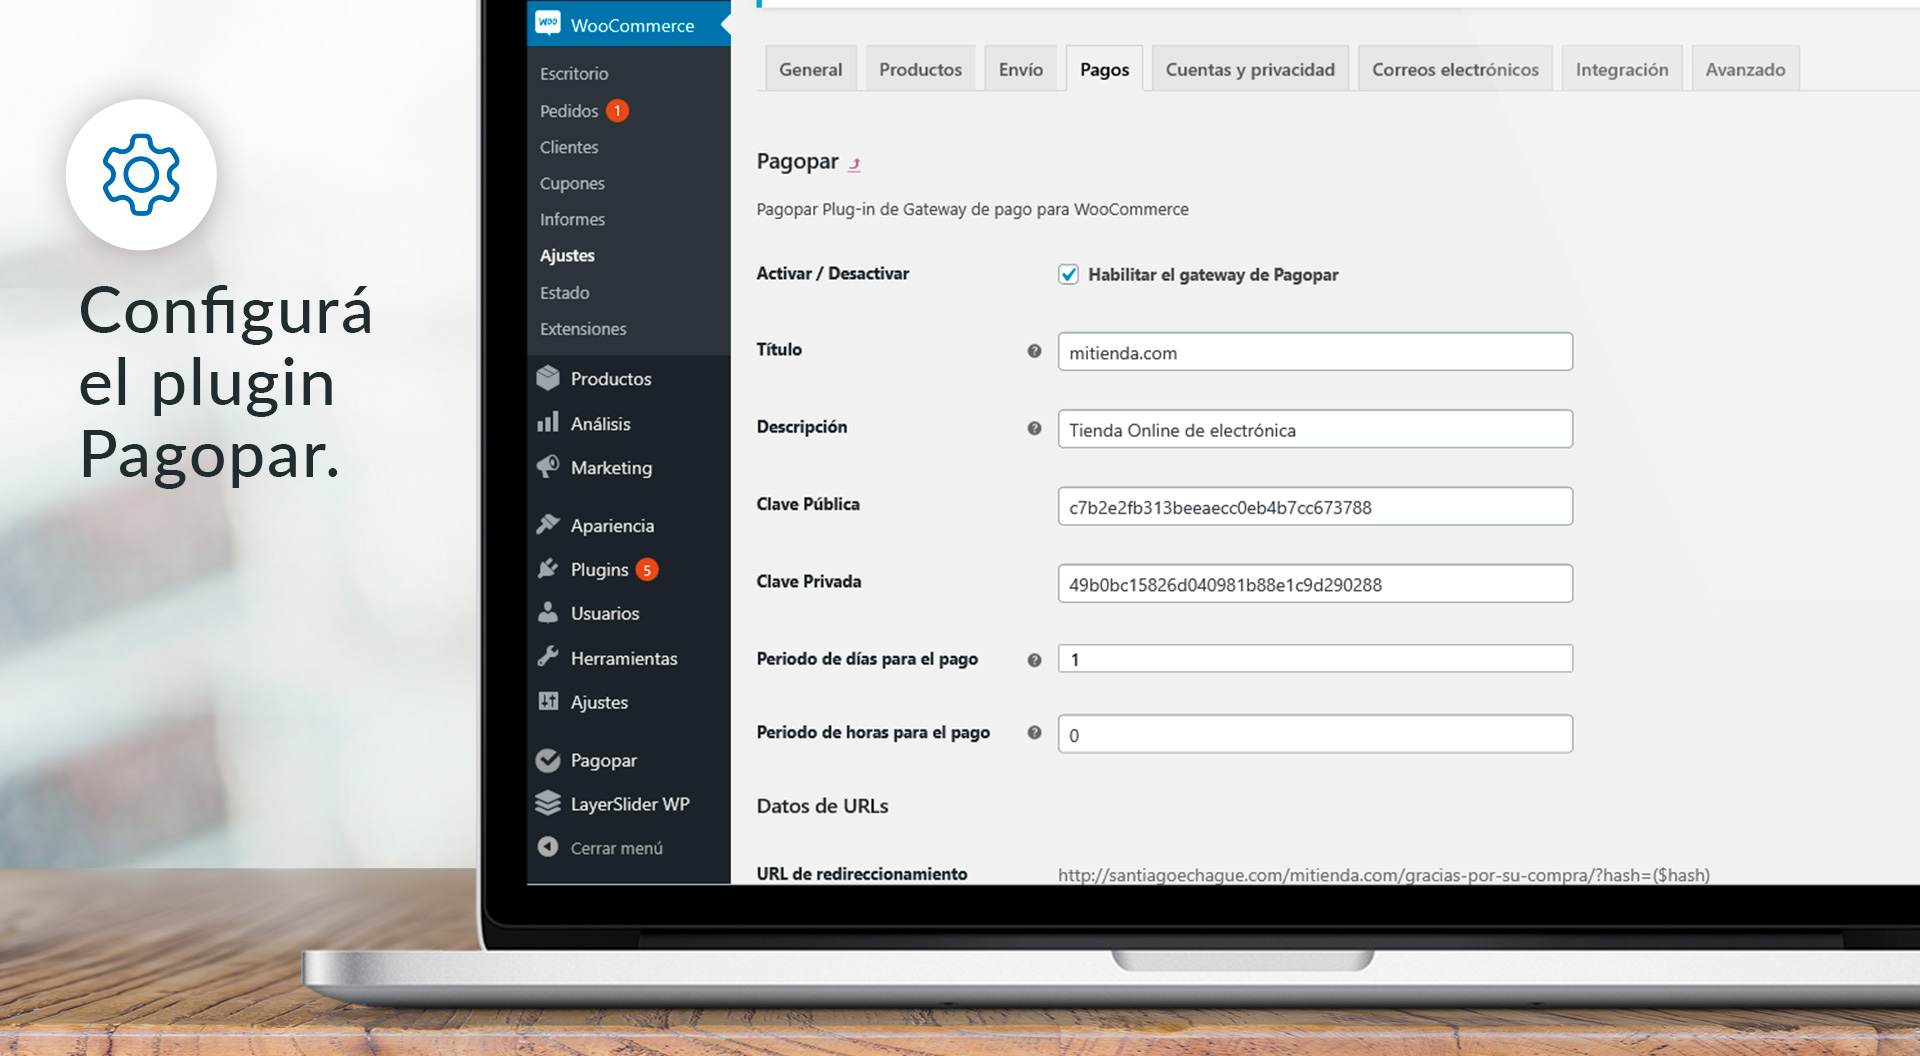 Configurá
el plugin
Pagopar.
woo WooCommerce
Escritorio
Pedidos 1
Clientes
Cupones
Informes
Ajustes
Estado
Extensiones
Productos
Análisis
Marketing
Apariencia
Plugins 5
Usuarios
Herramientas
Ajustes
Pagopar
LayerSlider WP
Cerrar menú
General Productos Envío Pagos Cuentas y privacidad Correos electrónicos Integración Avanzado
Pagopar
Pagopar Plug-in de Gateway de pago para WooCommerce
Activar / Desactivar Habilitar el gateway de Pagopar
Título ? mitienda.com
Descripción ? Tienda Online de electrónica
Clave Pública c7b2e2fb313beeaecc0eb4b7cc673788
Clave Privada 49b0bc15826d040981b88e1c9d290288
Periodo de días para el pago ? 1
Periodo de horas para el pago ? 0
Datos de URLs
URL de redireccionamiento http://santiagoechague.com/mitienda.com/gracias-por-su-compra/?hash=($hash)